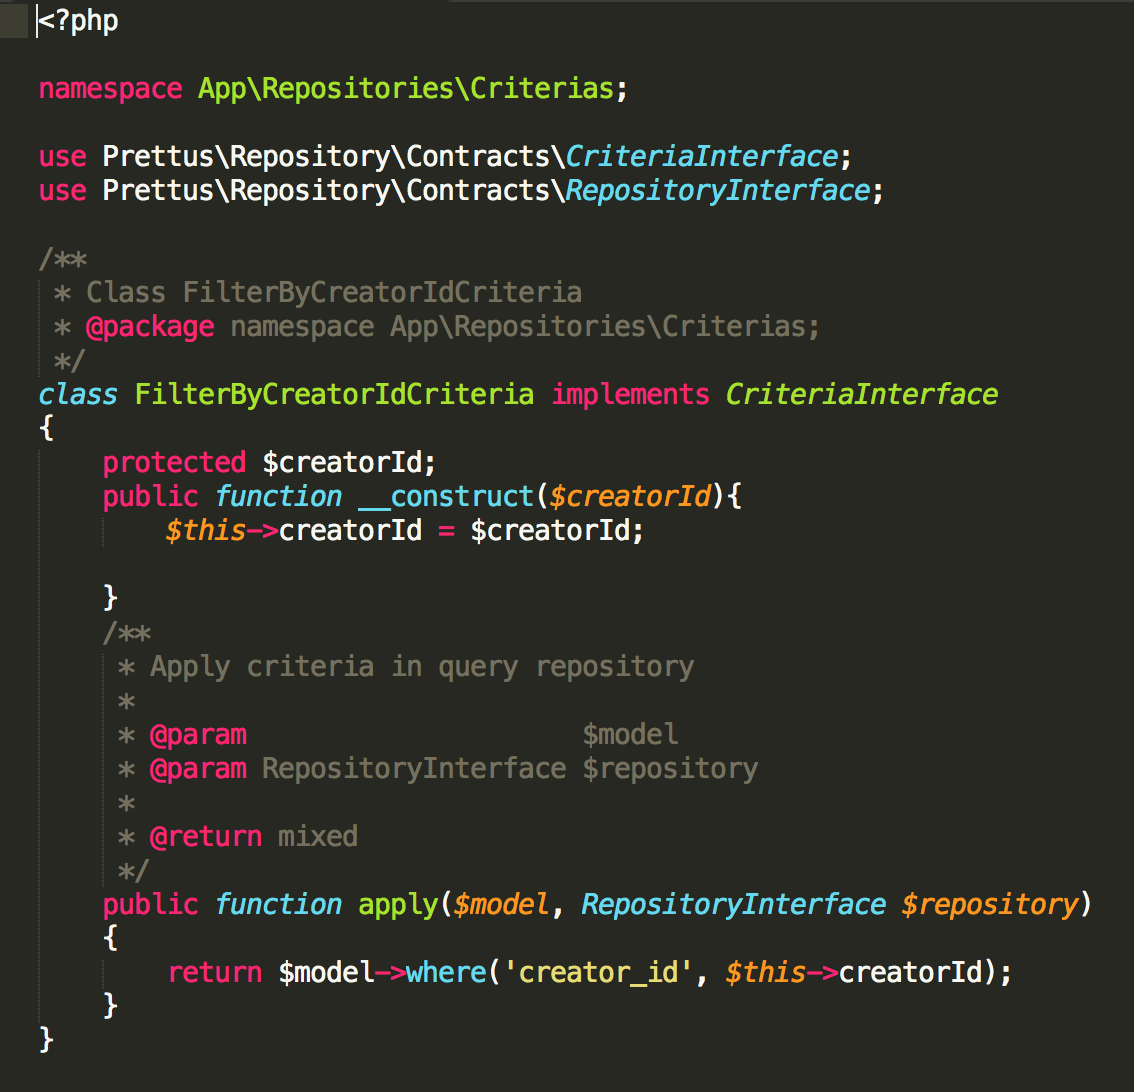 <?php
namespace App\Repositories\Criterias;
use Prettus\Repository\Contracts\CriteriaInterface;
use Prettus\Repository\Contracts\RepositoryInterface;
/**
 * Class FilterByCreatorIdCriteria
 * @package namespace App\Repositories\Criterias;
 */
class FilterByCreatorIdCriteria implements CriteriaInterface
{
    protected $creatorId;
    public function __construct($creatorId){
        $this->creatorId = $creatorId;
    }
    /**
     * Apply criteria in query repository
     *
     * @param                     $model
     * @param RepositoryInterface $repository
     *
     * @return mixed
     */
    public function apply($model, RepositoryInterface $repository)
    {
        return $model->where('creator_id', $this->creatorId);
    }
}